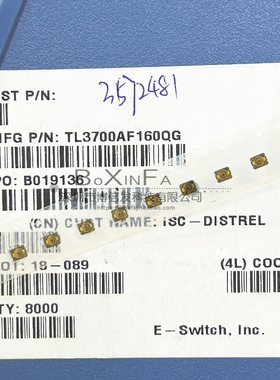 ST P/N:
3572481
MFG P/N: TL3700AF160QG
PO: B019136
BOXINFA
(CN) CUST NAME: ISC-DISTREL
LOT: 18-089
(4L) COO
TY: 8000
E-Switch, Inc.